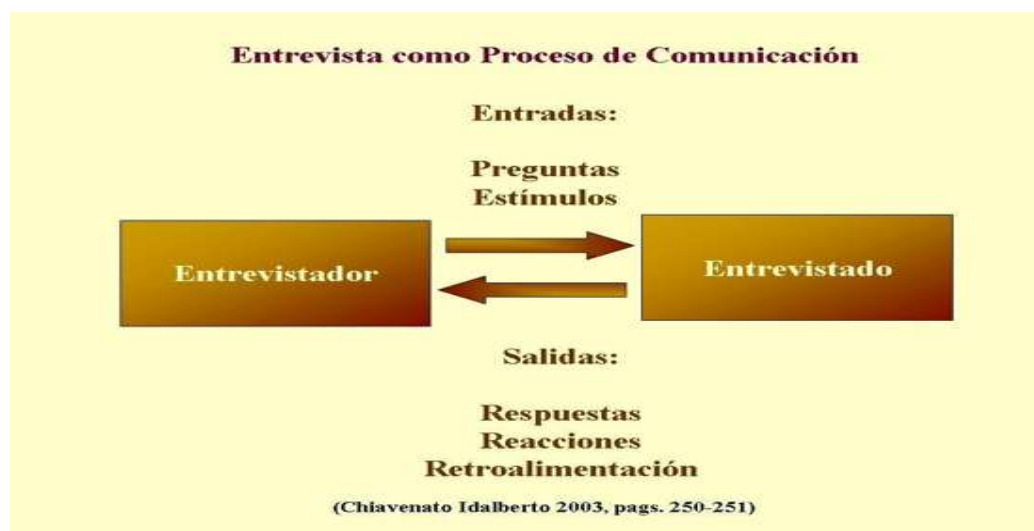 Entrevista como Proceso de Comunicación
Entradas:
Preguntas
Estímulos
Entrevistador
Entrevistado
Salidas:
Respuestas
Reacciones
Retroalimentación
(Chiavenato Idalberto 2003, pags. 250-251)